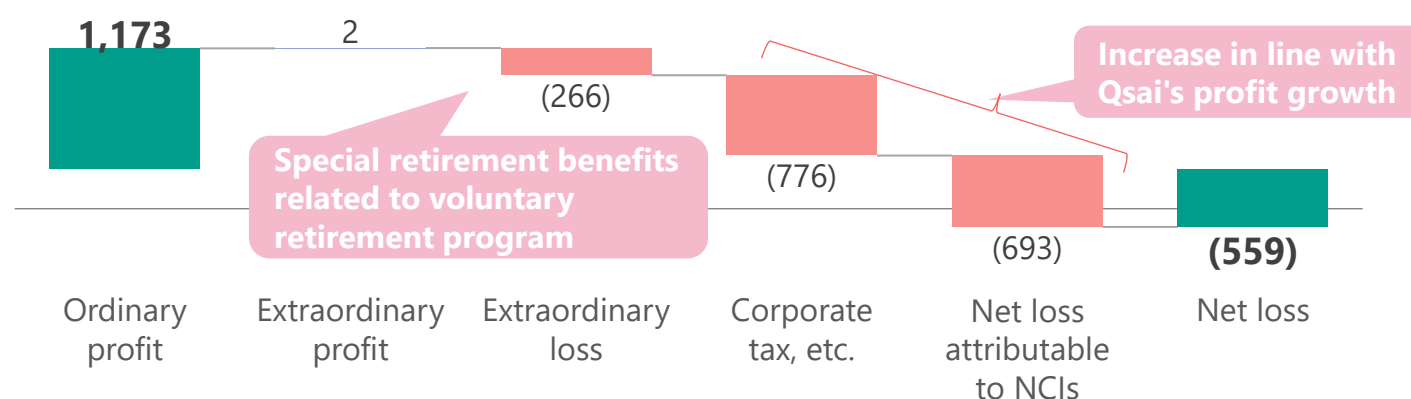 1,173
2
(266)
(776)
(693)
(559)
Increase in line with
Qsai's profit growth
Special retirement benefits
related to voluntary
retirement program
Ordinary
profit
Extraordinary
profit
Extraordinary
loss
Corporate
tax, etc.
Net loss
attributable
to NCIs
Net loss